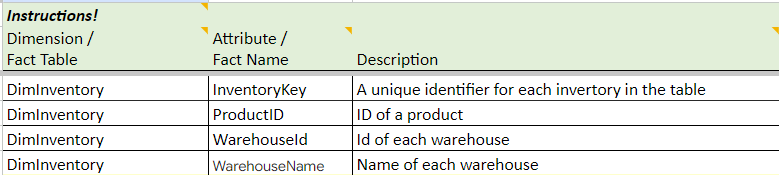 Instructions!
Dimension / Attribute /
Fact Table Fact Name Description
DimInventory InventoryKey A unique identifier for each invertory in the table
DimInventory ProductID ID of a product
DimInventory WarehouseId Id of each warehouse
DimInventory WarehouseName Name of each warehouse